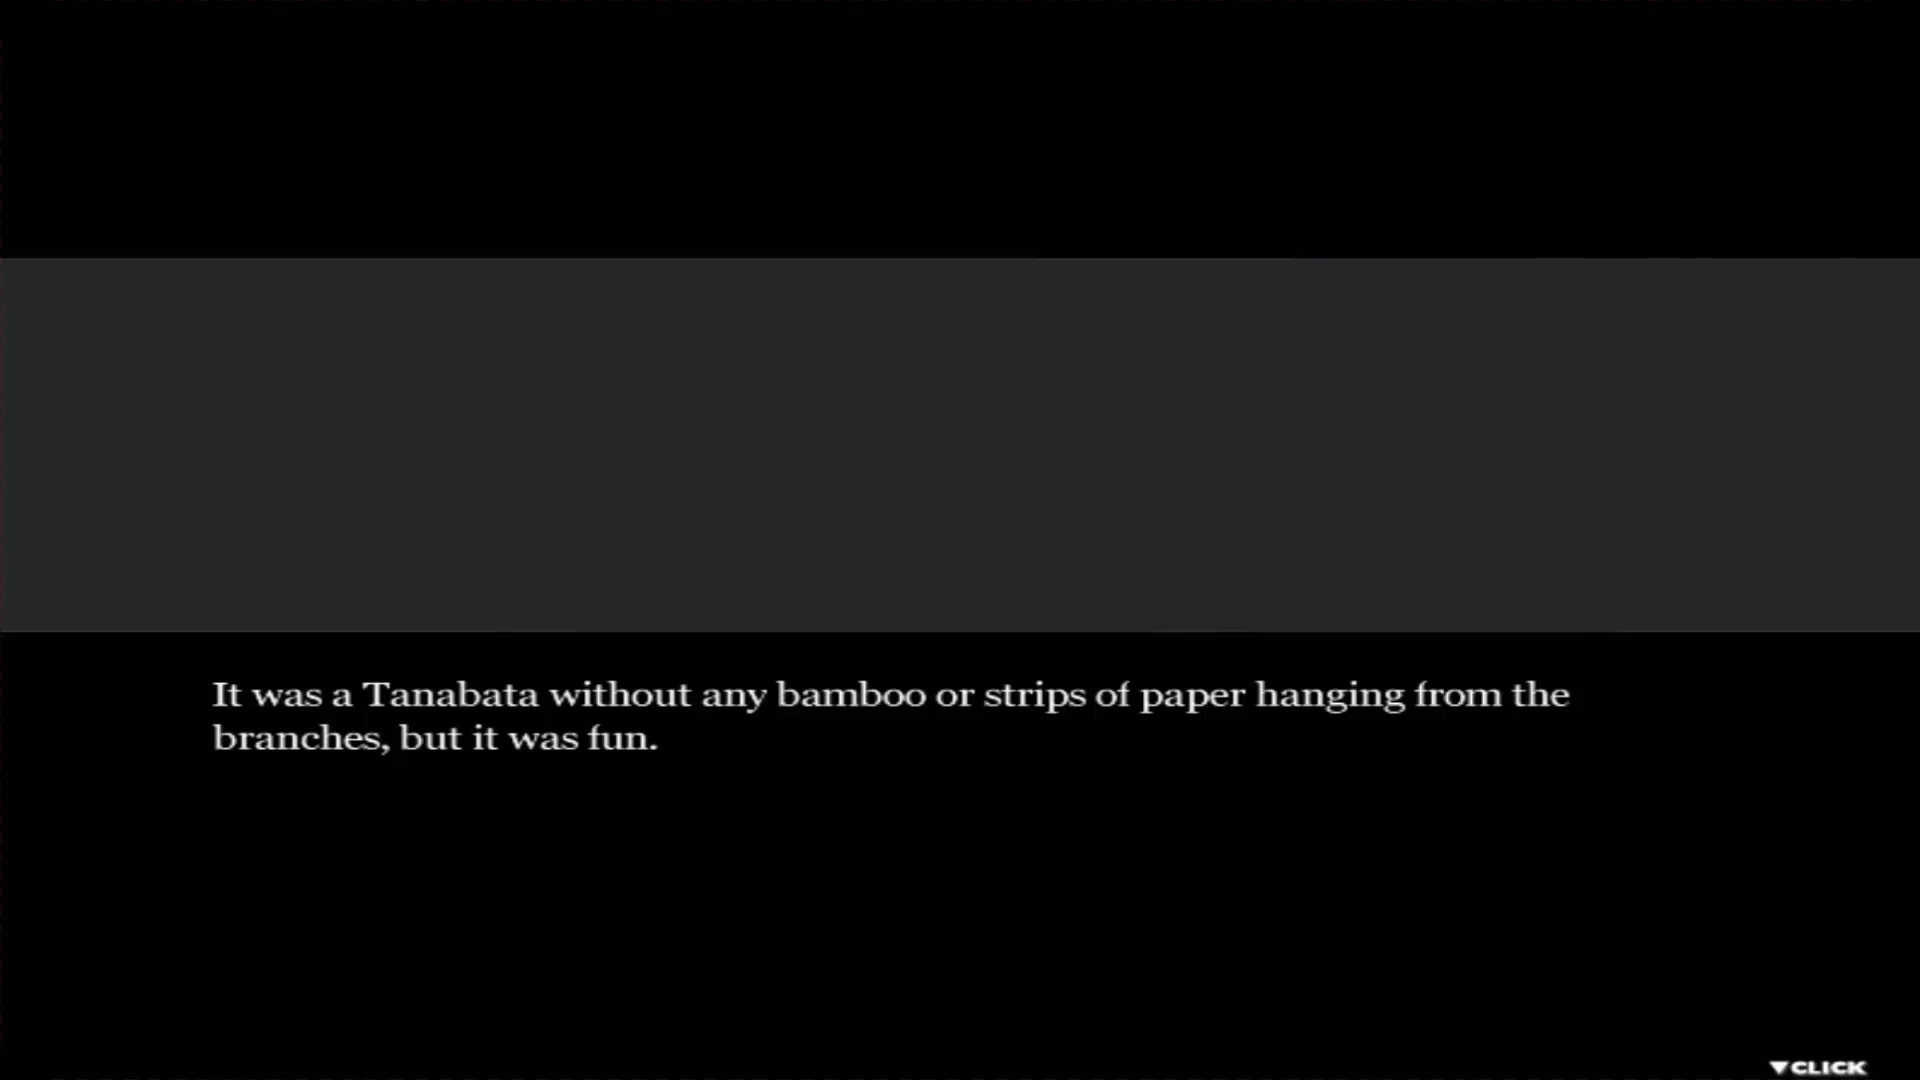 It was a Tanabata without any bamboo or strips of paper hanging from the
branches, but it was fun.
▼CLICK